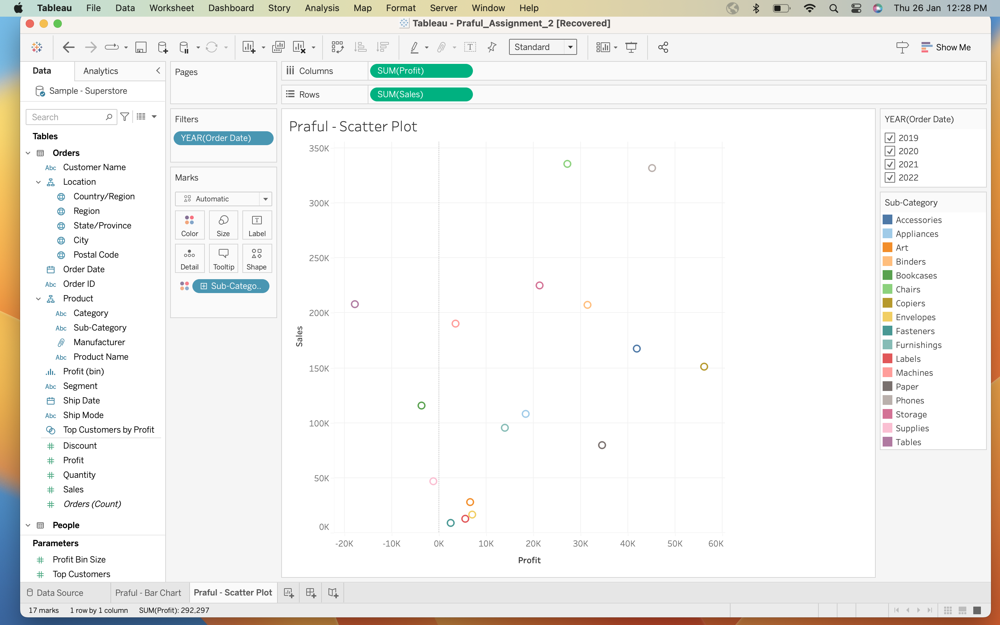 Tableau File Data Worksheet Dashboard Story Analysis Map Format Server Window Help Thu 26 Jan 12:28 PM
Tableau - Praful_Assignment_2 [Recovered]
Standard
Show Me
Data Analytics
Sample - Superstore
Search
Tables
Orders
Abc Customer Name
Location
Country/Region
Region
State/Province
City
Postal Code
Order Date
Abc Order ID
Product
Abc Category
Abc Sub-Category
Manufacturer
Abc Product Name
Profit (bin)
Abc Segment
Ship Date
Abc Ship Mode
Top Customers by Profit
Discount
Profit
Quantity
Sales
Orders (Count)
People
Parameters
Profit Bin Size
Top Customers
Pages
Filters
YEAR(Order Date)
Marks
Automatic
Color Size Label
Detail Tooltip Shape
Sub-Catego..
Columns SUM(Profit)
Rows SUM(Sales)
Praful - Scatter Plot
350K
300K
250K
200K
150K
100K
50K
0K
Sales
-20K -10K 0K 10K 20K 30K 40K 50K 60K
Profit
YEAR(Order Date)
2019
2020
2021
2022
Sub-Category
Accessories
Appliances
Art
Binders
Bookcases
Chairs
Copiers
Envelopes
Fasteners
Furnishings
Labels
Machines
Paper
Phones
Storage
Supplies
Tables
Data Source Praful - Bar Chart Praful - Scatter Plot
17 marks 1 row by 1 column SUM(Profit): 292,297